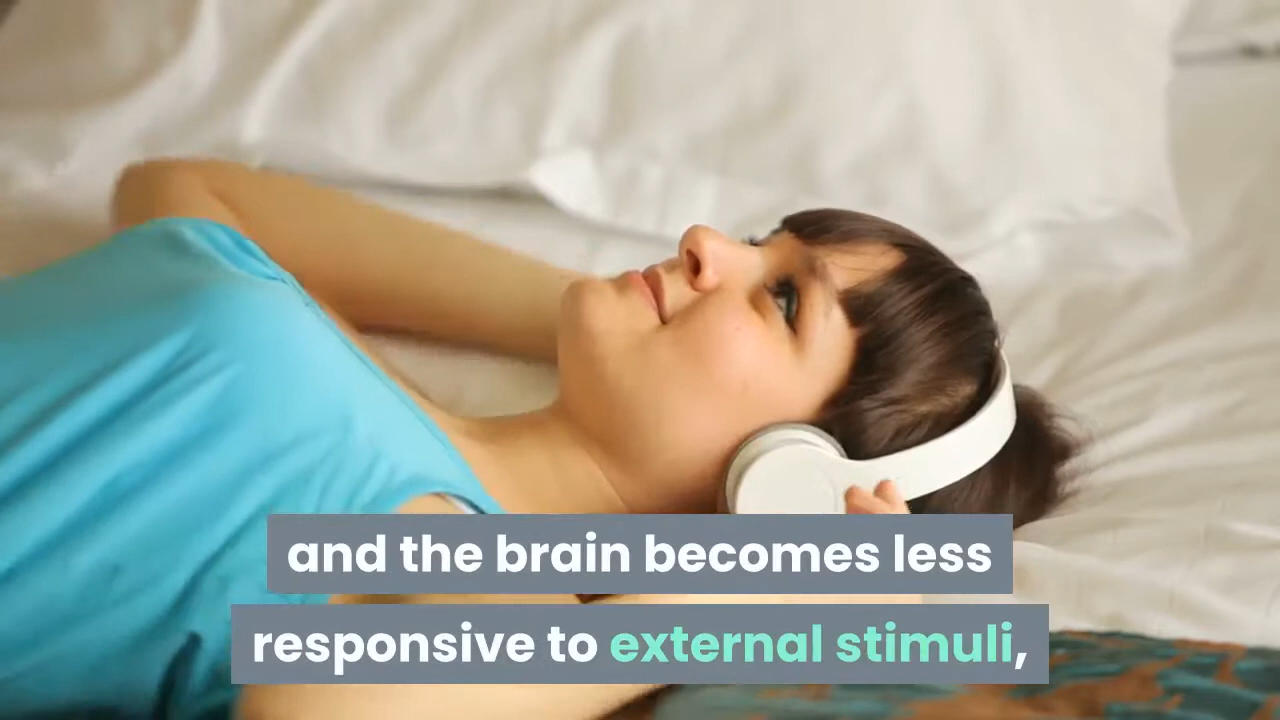 and the brain becomes less
responsive to external stimuli,